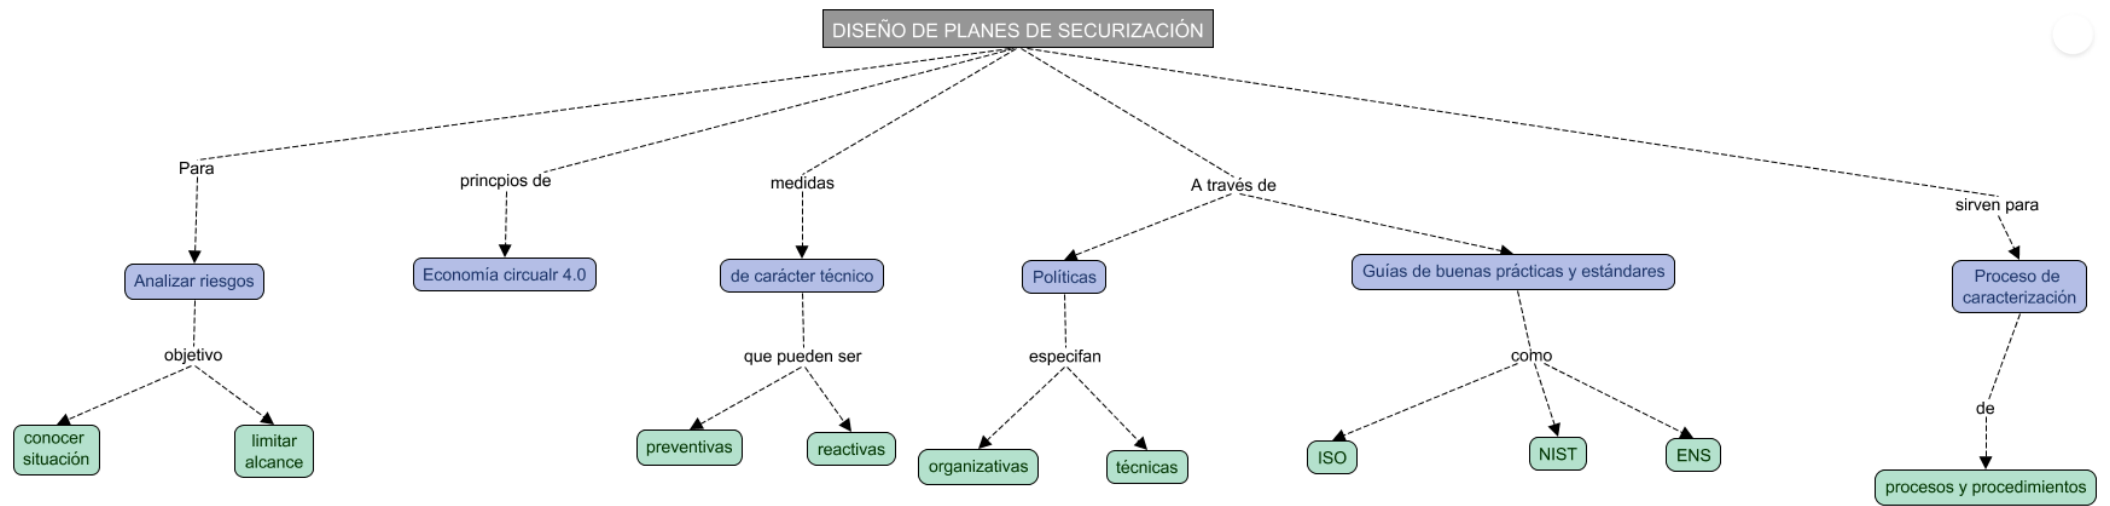 DISEÑO DE PLANES DE SECURIZACIÓN
Para
princpios de
medidas
A través de
sirven para
Analizar riesgos
Economía circualr 4.0
de carácter técnico
Políticas
Guías de buenas prácticas y estándares
Proceso de
caracterización
objetivo
que pueden ser
especifan
como
de
conocer
situación
limitar
alcance
preventivas
reactivas
organizativas
técnicas
ISO
NIST
ENS
procesos y procedimientos